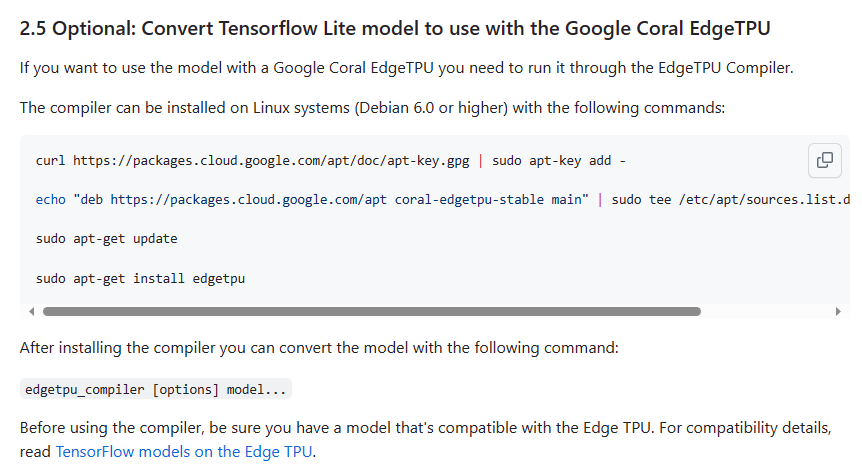 2.5 Optional: Convert Tensorflow Lite model to use with the Google Coral EdgeTPU
If you want to use the model with a Google Coral EdgeTPU you need to run it through the EdgeTPU Compiler.
The compiler can be installed on Linux systems (Debian 6.0 or higher) with the following commands:
curl https://packages.cloud.google.com/apt/doc/apt-key.gpg | sudo apt-key add -
echo "deb https://packages.cloud.google.com/apt coral-edgetpu-stable main" | sudo tee /etc/apt/sources.list.d
sudo apt-get update
sudo apt-get install edgetpu
After installing the compiler you can convert the model with the following command:
edgetpu_compiler [options] model...
Before using the compiler, be sure you have a model that's compatible with the Edge TPU. For compatibility details,
read TensorFlow models on the Edge TPU.